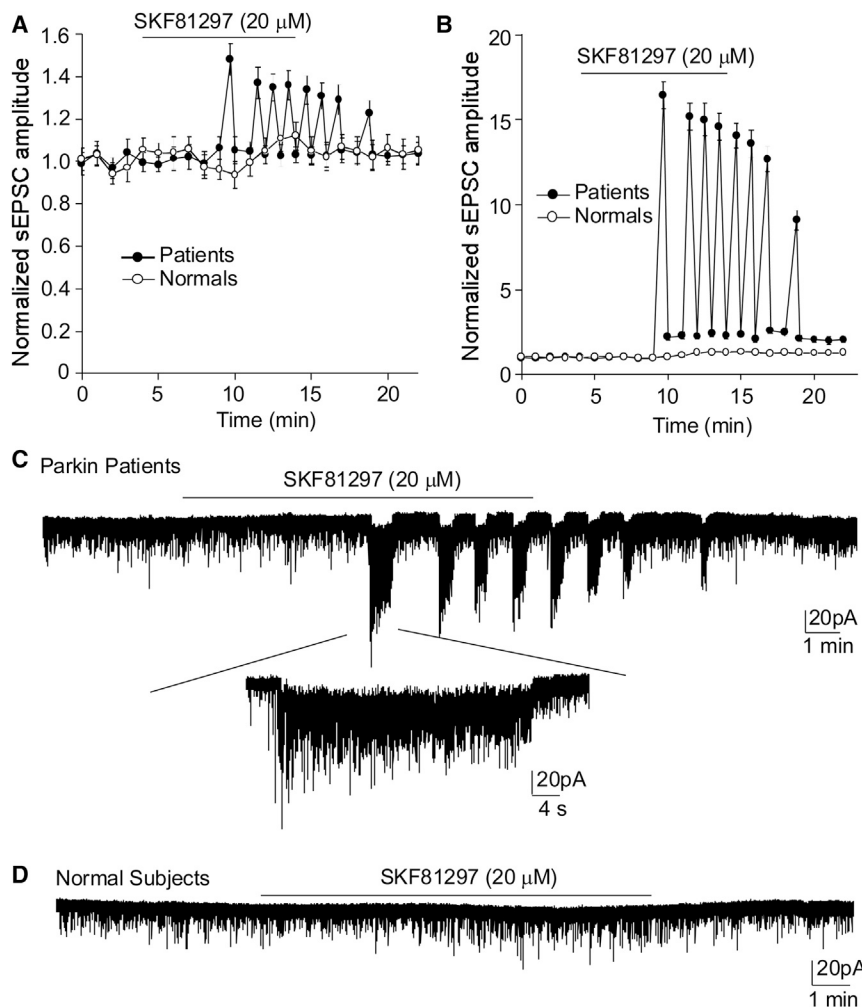 A
SKF81297 (20 μM)
Normalized sEPSC amplitude
1.6
1.4
1.2
1.0
0.8
0.6
0.4
0.2
0
Patients
Normals
0 5 10 15 20
Time (min)
B
SKF81297 (20 μM)
Normalized sEPSC amplitude
20
15
10
5
0
Patients
Normals
0 5 10 15 20
Time (min)
C
Parkin Patients
SKF81297 (20 μM)
20pA
1 min
20pA
4 s
D
Normal Subjects
SKF81297 (20 μM)
20pA
1 min